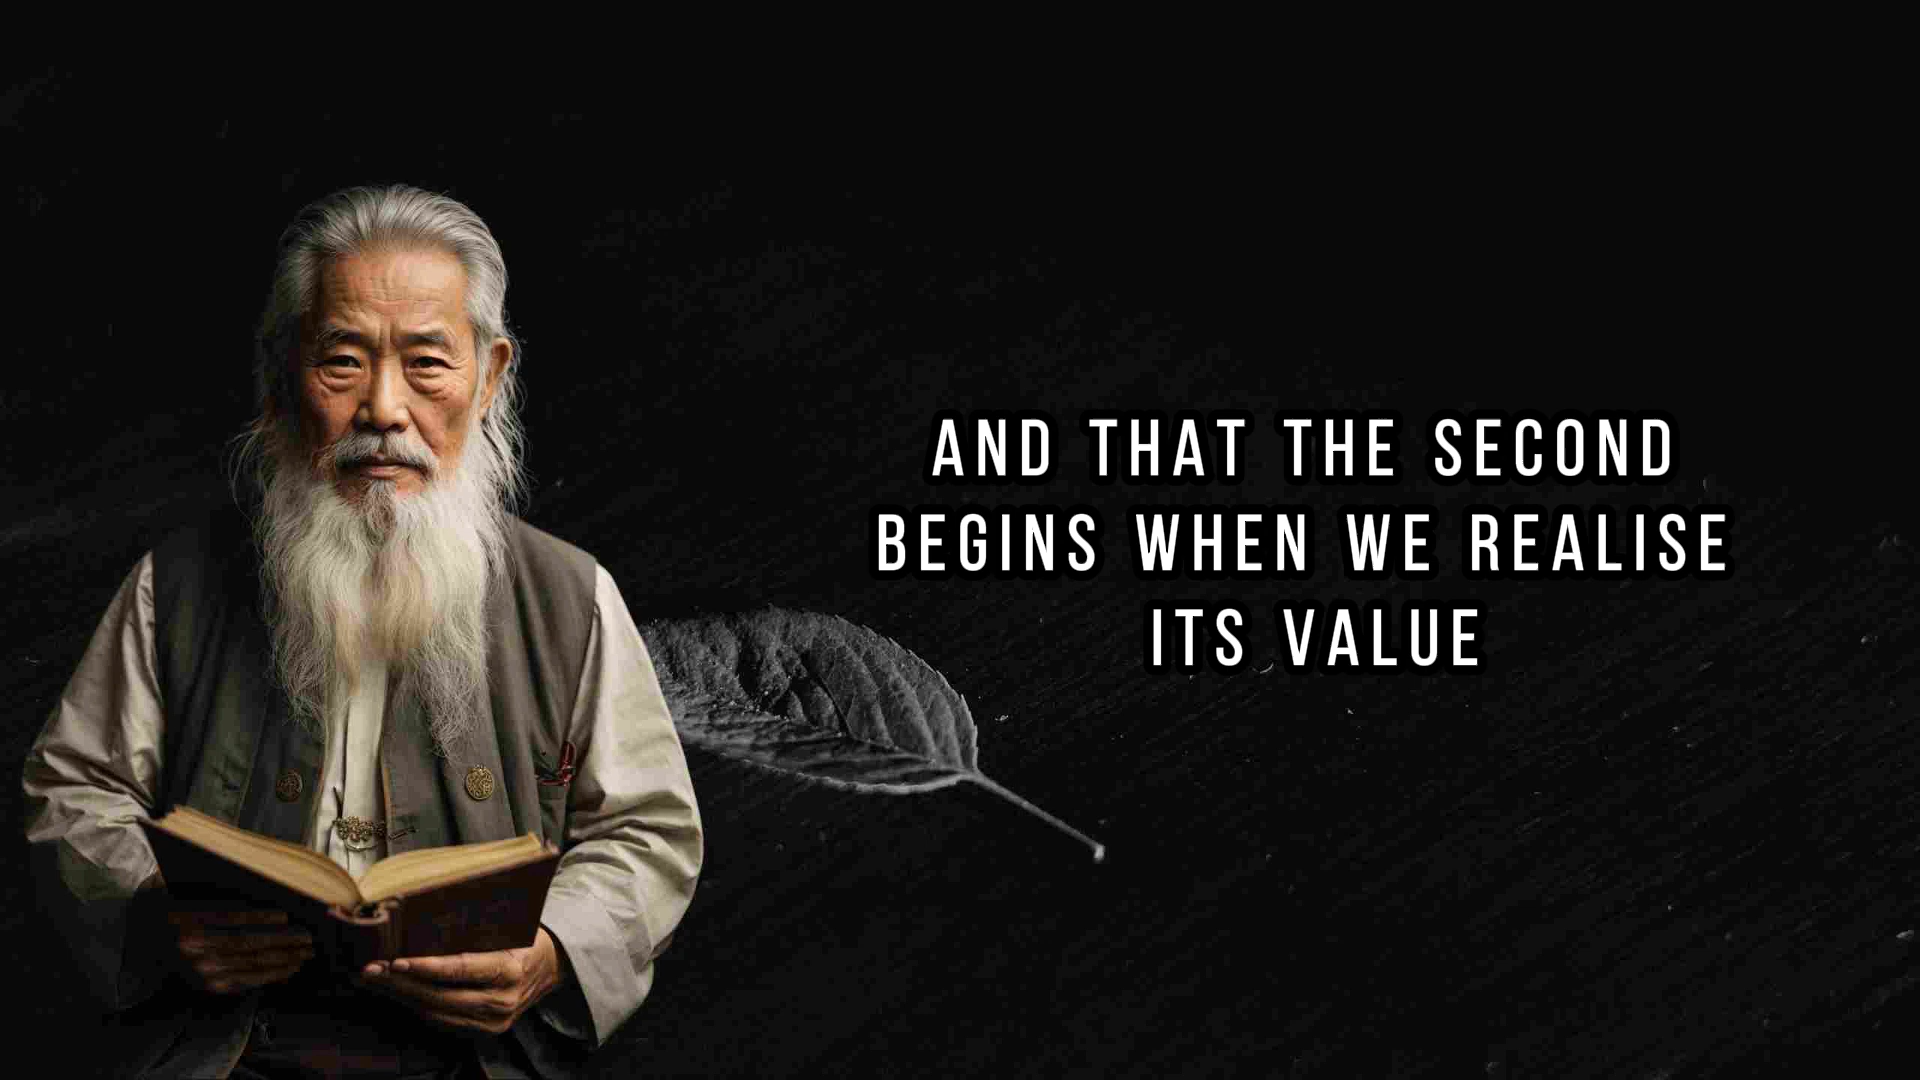 AND THAT THE SECOND
BEGINS WHEN WE REALISE
ITS VALUE